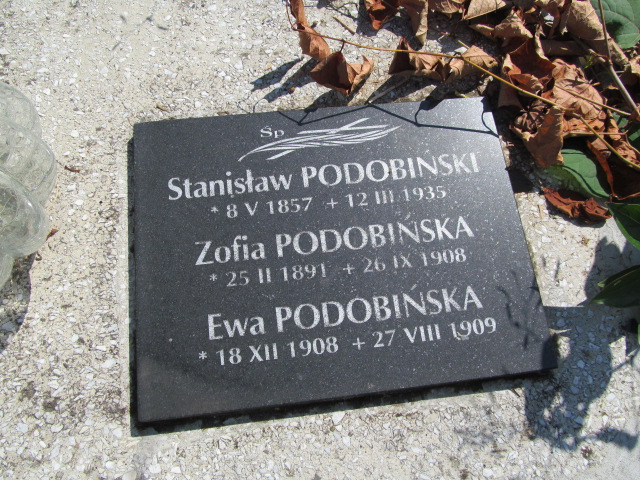 Śp
Stanisław PODOBIŃSKI
* 8 V 1857 + 12 III 1935
Zofia PODOBIŃSKA
* 25 II 1891 + 26 IX 1908
Ewa PODOBIŃSKA
* 18 XII 1908 + 27 VIII 1909